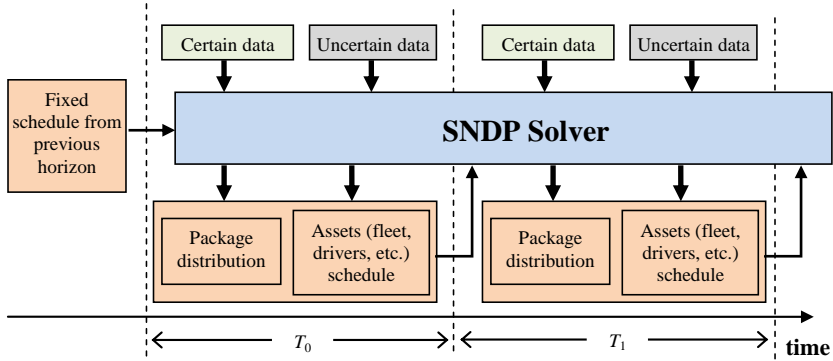 Certain data
Uncertain data
Certain data
Uncertain data
Fixed
schedule from
previous
horizon
SNDP Solver
Package
distribution
Assets (fleet,
drivers, etc.)
schedule
Package
distribution
Assets (fleet,
drivers, etc.)
schedule
T0
T1
time